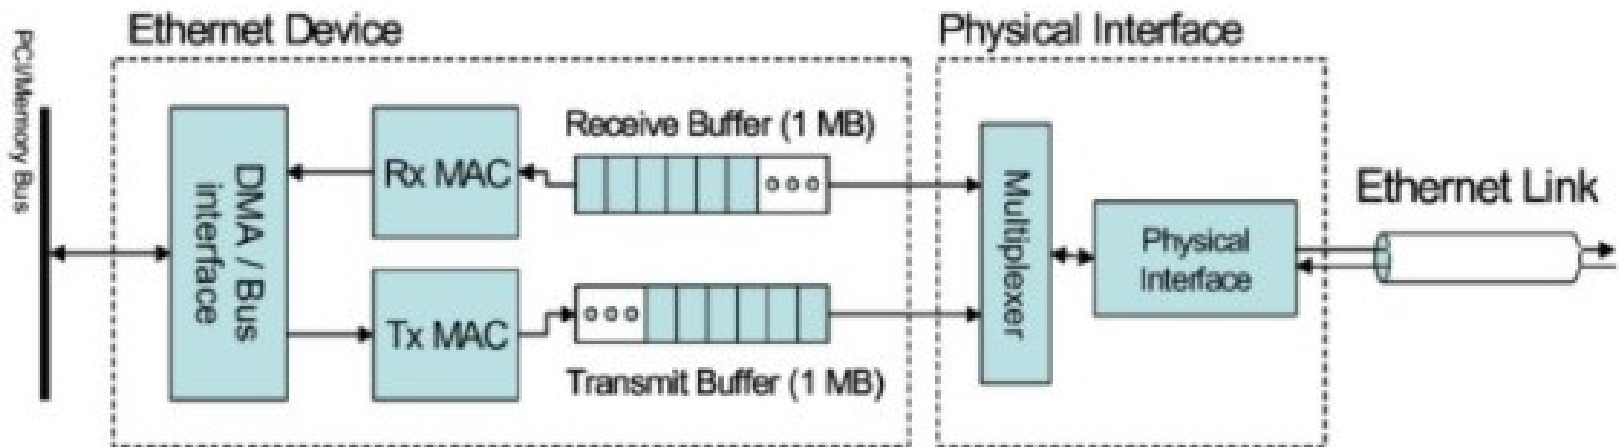 Ethernet Device
Physical Interface
PCI/Memory Bus
DMA / Bus
interface
Rx MAC
Receive Buffer (1 MB)
Tx MAC
Transmit Buffer (1 MB)
Multiplexer
Physical
Interface
Ethernet Link